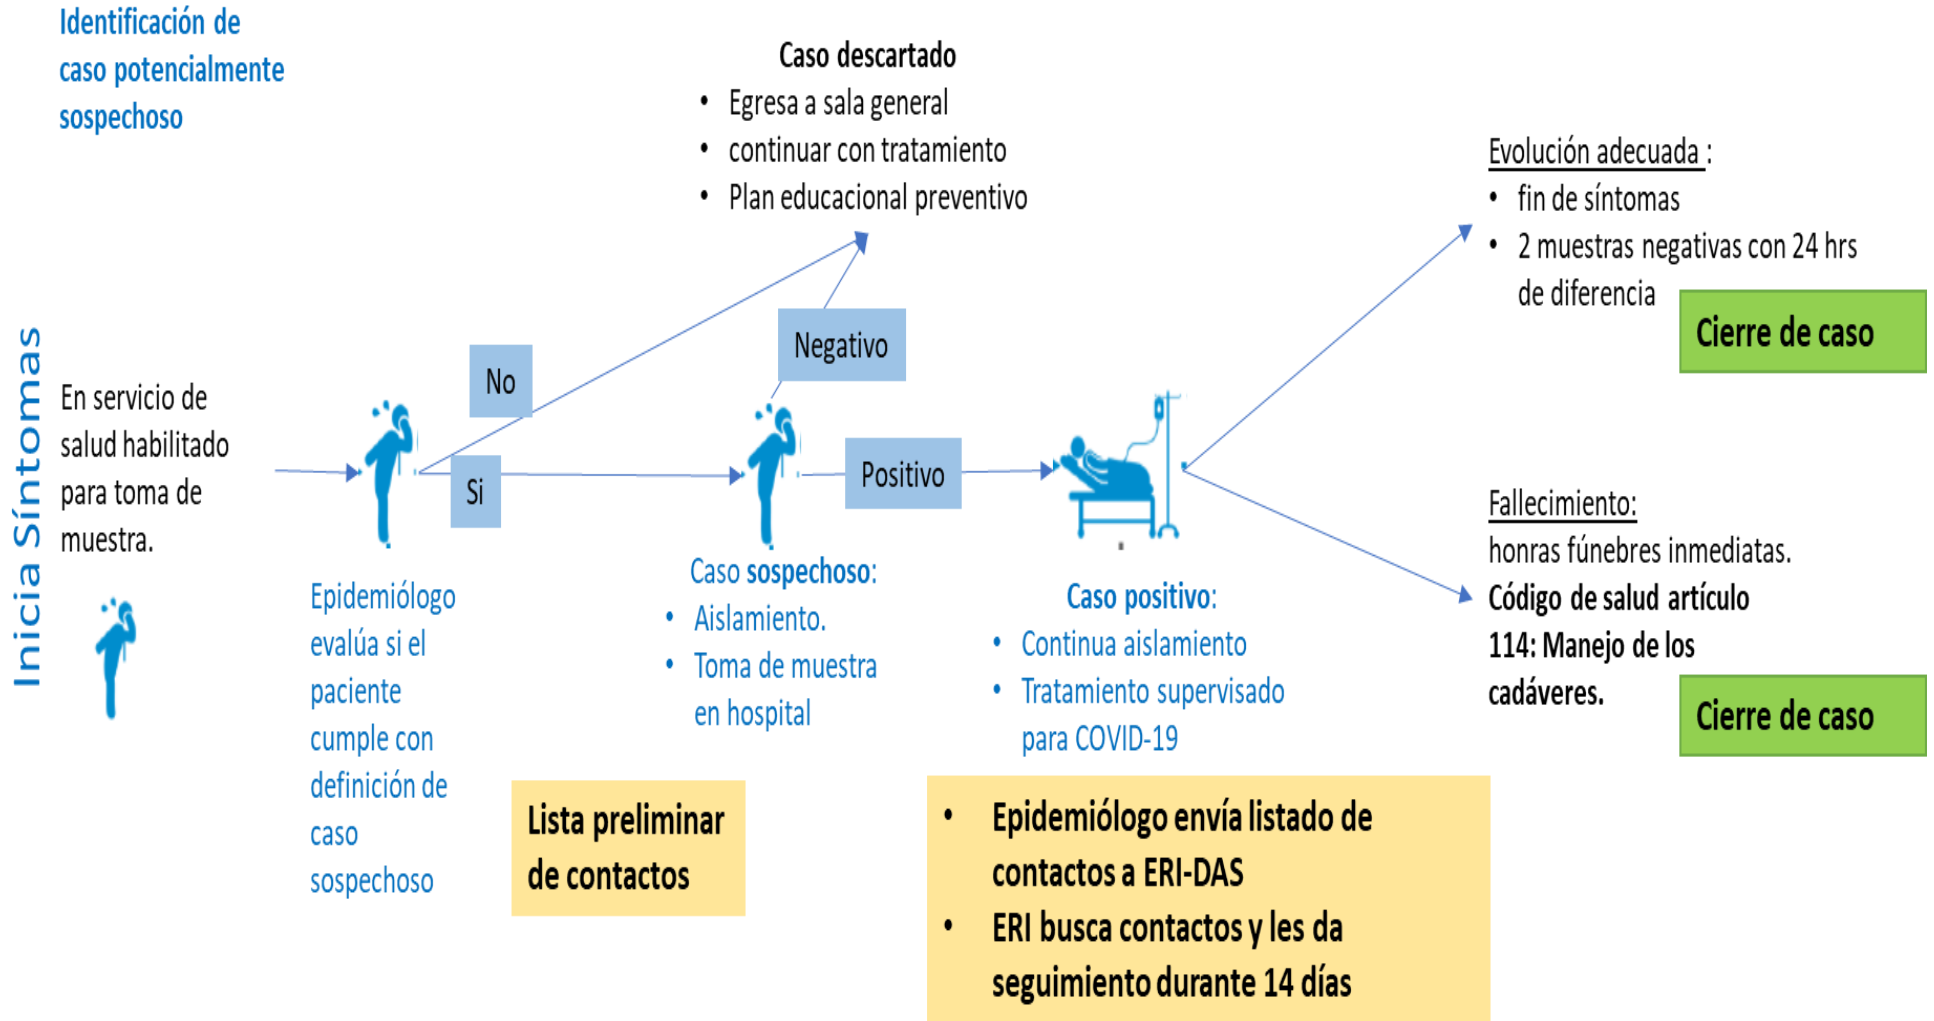 Identificación de
caso potencialmente
sospechoso
Inicia Síntomas
En servicio de
salud habilitado
para toma de
muestra.
Epidemiólogo
evalúa si el
paciente
cumple con
definición de
caso
sospechoso
No
Si
Caso descartado
• Egresa a sala general
• continuar con tratamiento
• Plan educacional preventivo
Negativo
Positivo
Caso sospechoso:
• Aislamiento.
• Toma de muestra
en hospital
Lista preliminar
de contactos
Caso positivo:
• Continua aislamiento
• Tratamiento supervisado
para COVID-19
• Epidemiólogo envía listado de
contactos a ERI-DAS
• ERI busca contactos y les da
seguimiento durante 14 días
Evolución adecuada :
• fin de síntomas
• 2 muestras negativas con 24 hrs
de diferencia
Cierre de caso
Fallecimiento:
honras fúnebres inmediatas.
Código de salud artículo
114: Manejo de los
cadáveres.
Cierre de caso